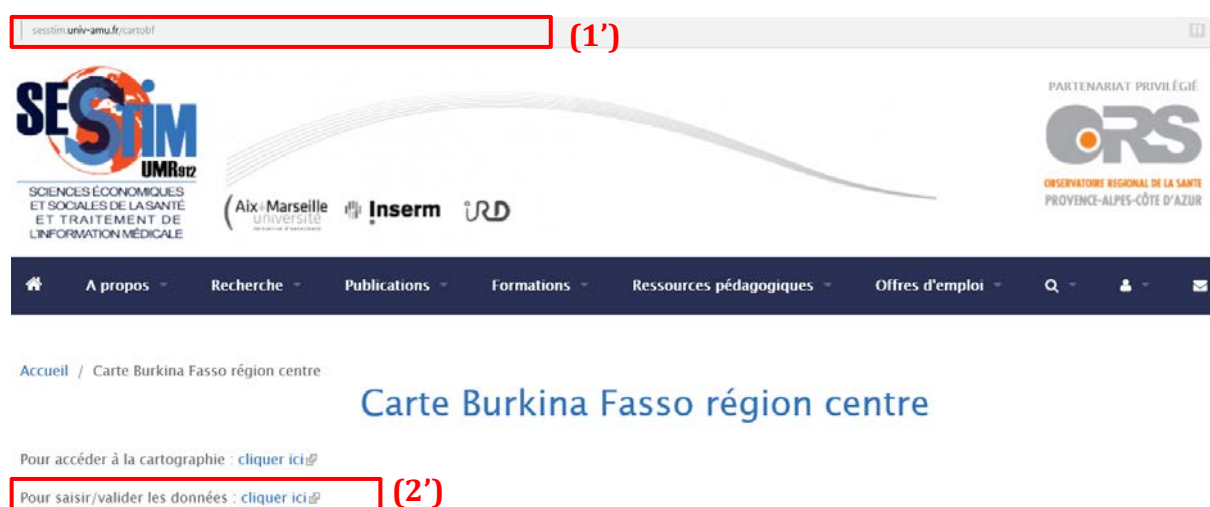 sesstim.univ-amu.fr/cartobf
(1’)
SESSTIM
UMR912
SCIENCES ÉCONOMIQUES
ET SOCIALES DE LA SANTÉ
ET TRAITEMENT DE
L'INFORMATION MÉDICALE
(Aix*Marseille
université
Inserm
IRD
PARTENARIAT PRIVILÉGIÉ
ORS
OBSERVATOIRE REGIONAL DE LA SANTE
PROVENCE-ALPES-CÔTE D'AZUR
A propos
Recherche
Publications
Formations
Ressources pédagogiques
Offres d'emploi
Accueil / Carte Burkina Fasso région centre
Carte Burkina Fasso région centre
Pour accéder à la cartographie : cliquer ici
Pour saisir/valider les données : cliquer ici
(2’)